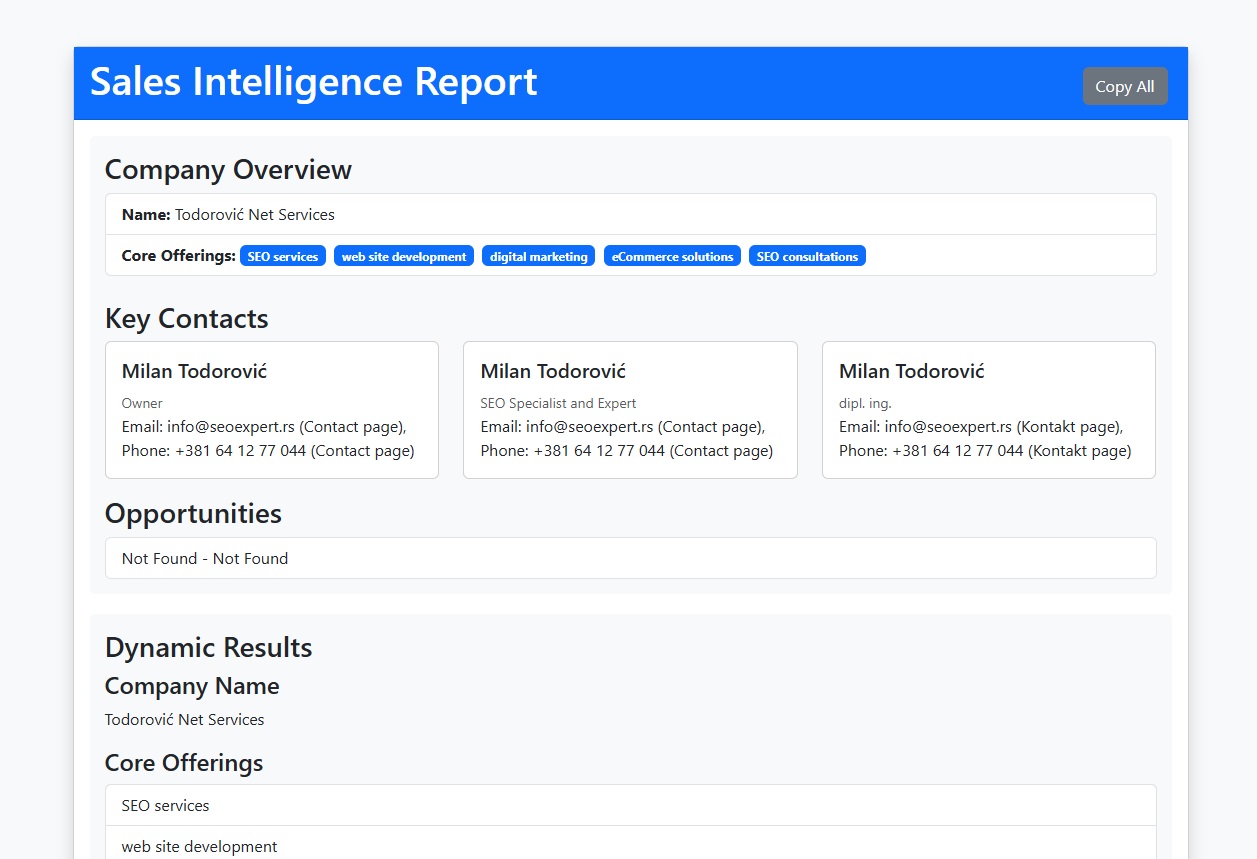 Sales Intelligence Report
Copy All
Company Overview
Name: Todorović Net Services
Core Offerings: SEO services web site development digital marketing eCommerce solutions SEO consultations
Key Contacts
Milan Todorović
Owner
Email: info@seoexpert.rs (Contact page),
Phone: +381 64 12 77 044 (Contact page)
Milan Todorović
SEO Specialist and Expert
Email: info@seoexpert.rs (Contact page),
Phone: +381 64 12 77 044 (Contact page)
Milan Todorović
dipl. ing.
Email: info@seoexpert.rs (Kontakt page),
Phone: +381 64 12 77 044 (Kontakt page)
Opportunities
Not Found - Not Found
Dynamic Results
Company Name
Todorović Net Services
Core Offerings
SEO services
web site development